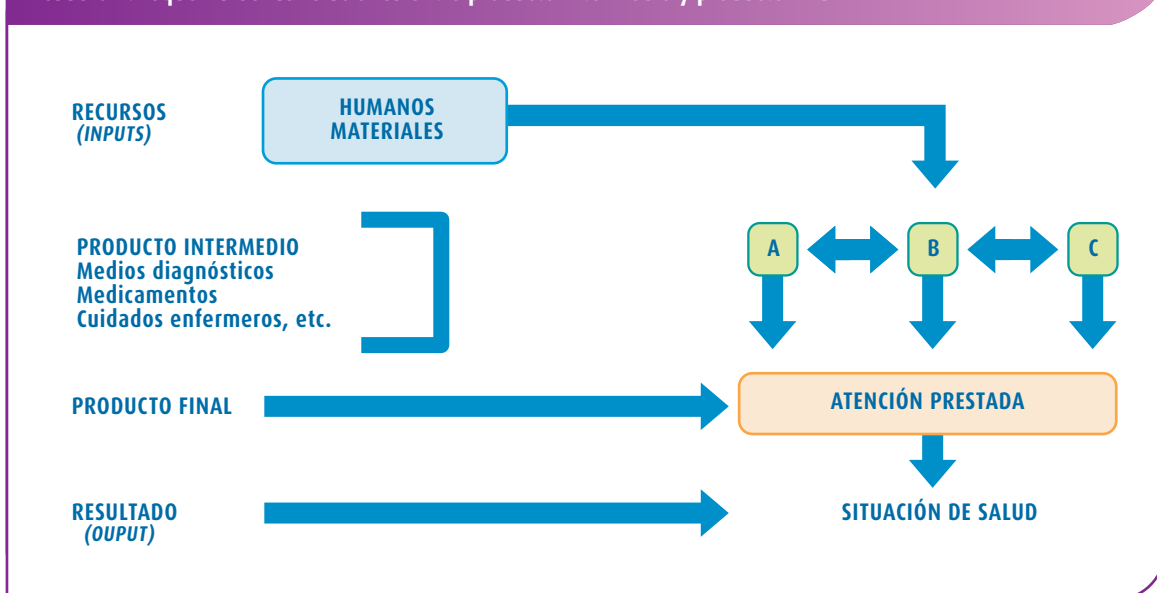 RECURSOS
(INPUTS)
HUMANOS
MATERIALES
PRODUCTO INTERMEDIO
Medios diagnósticos
Medicamentos
Cuidados enfermeros, etc.
A
B
C
PRODUCTO FINAL
ATENCIÓN PRESTADA
RESULTADO
(OUPUT)
SITUACIÓN DE SALUD